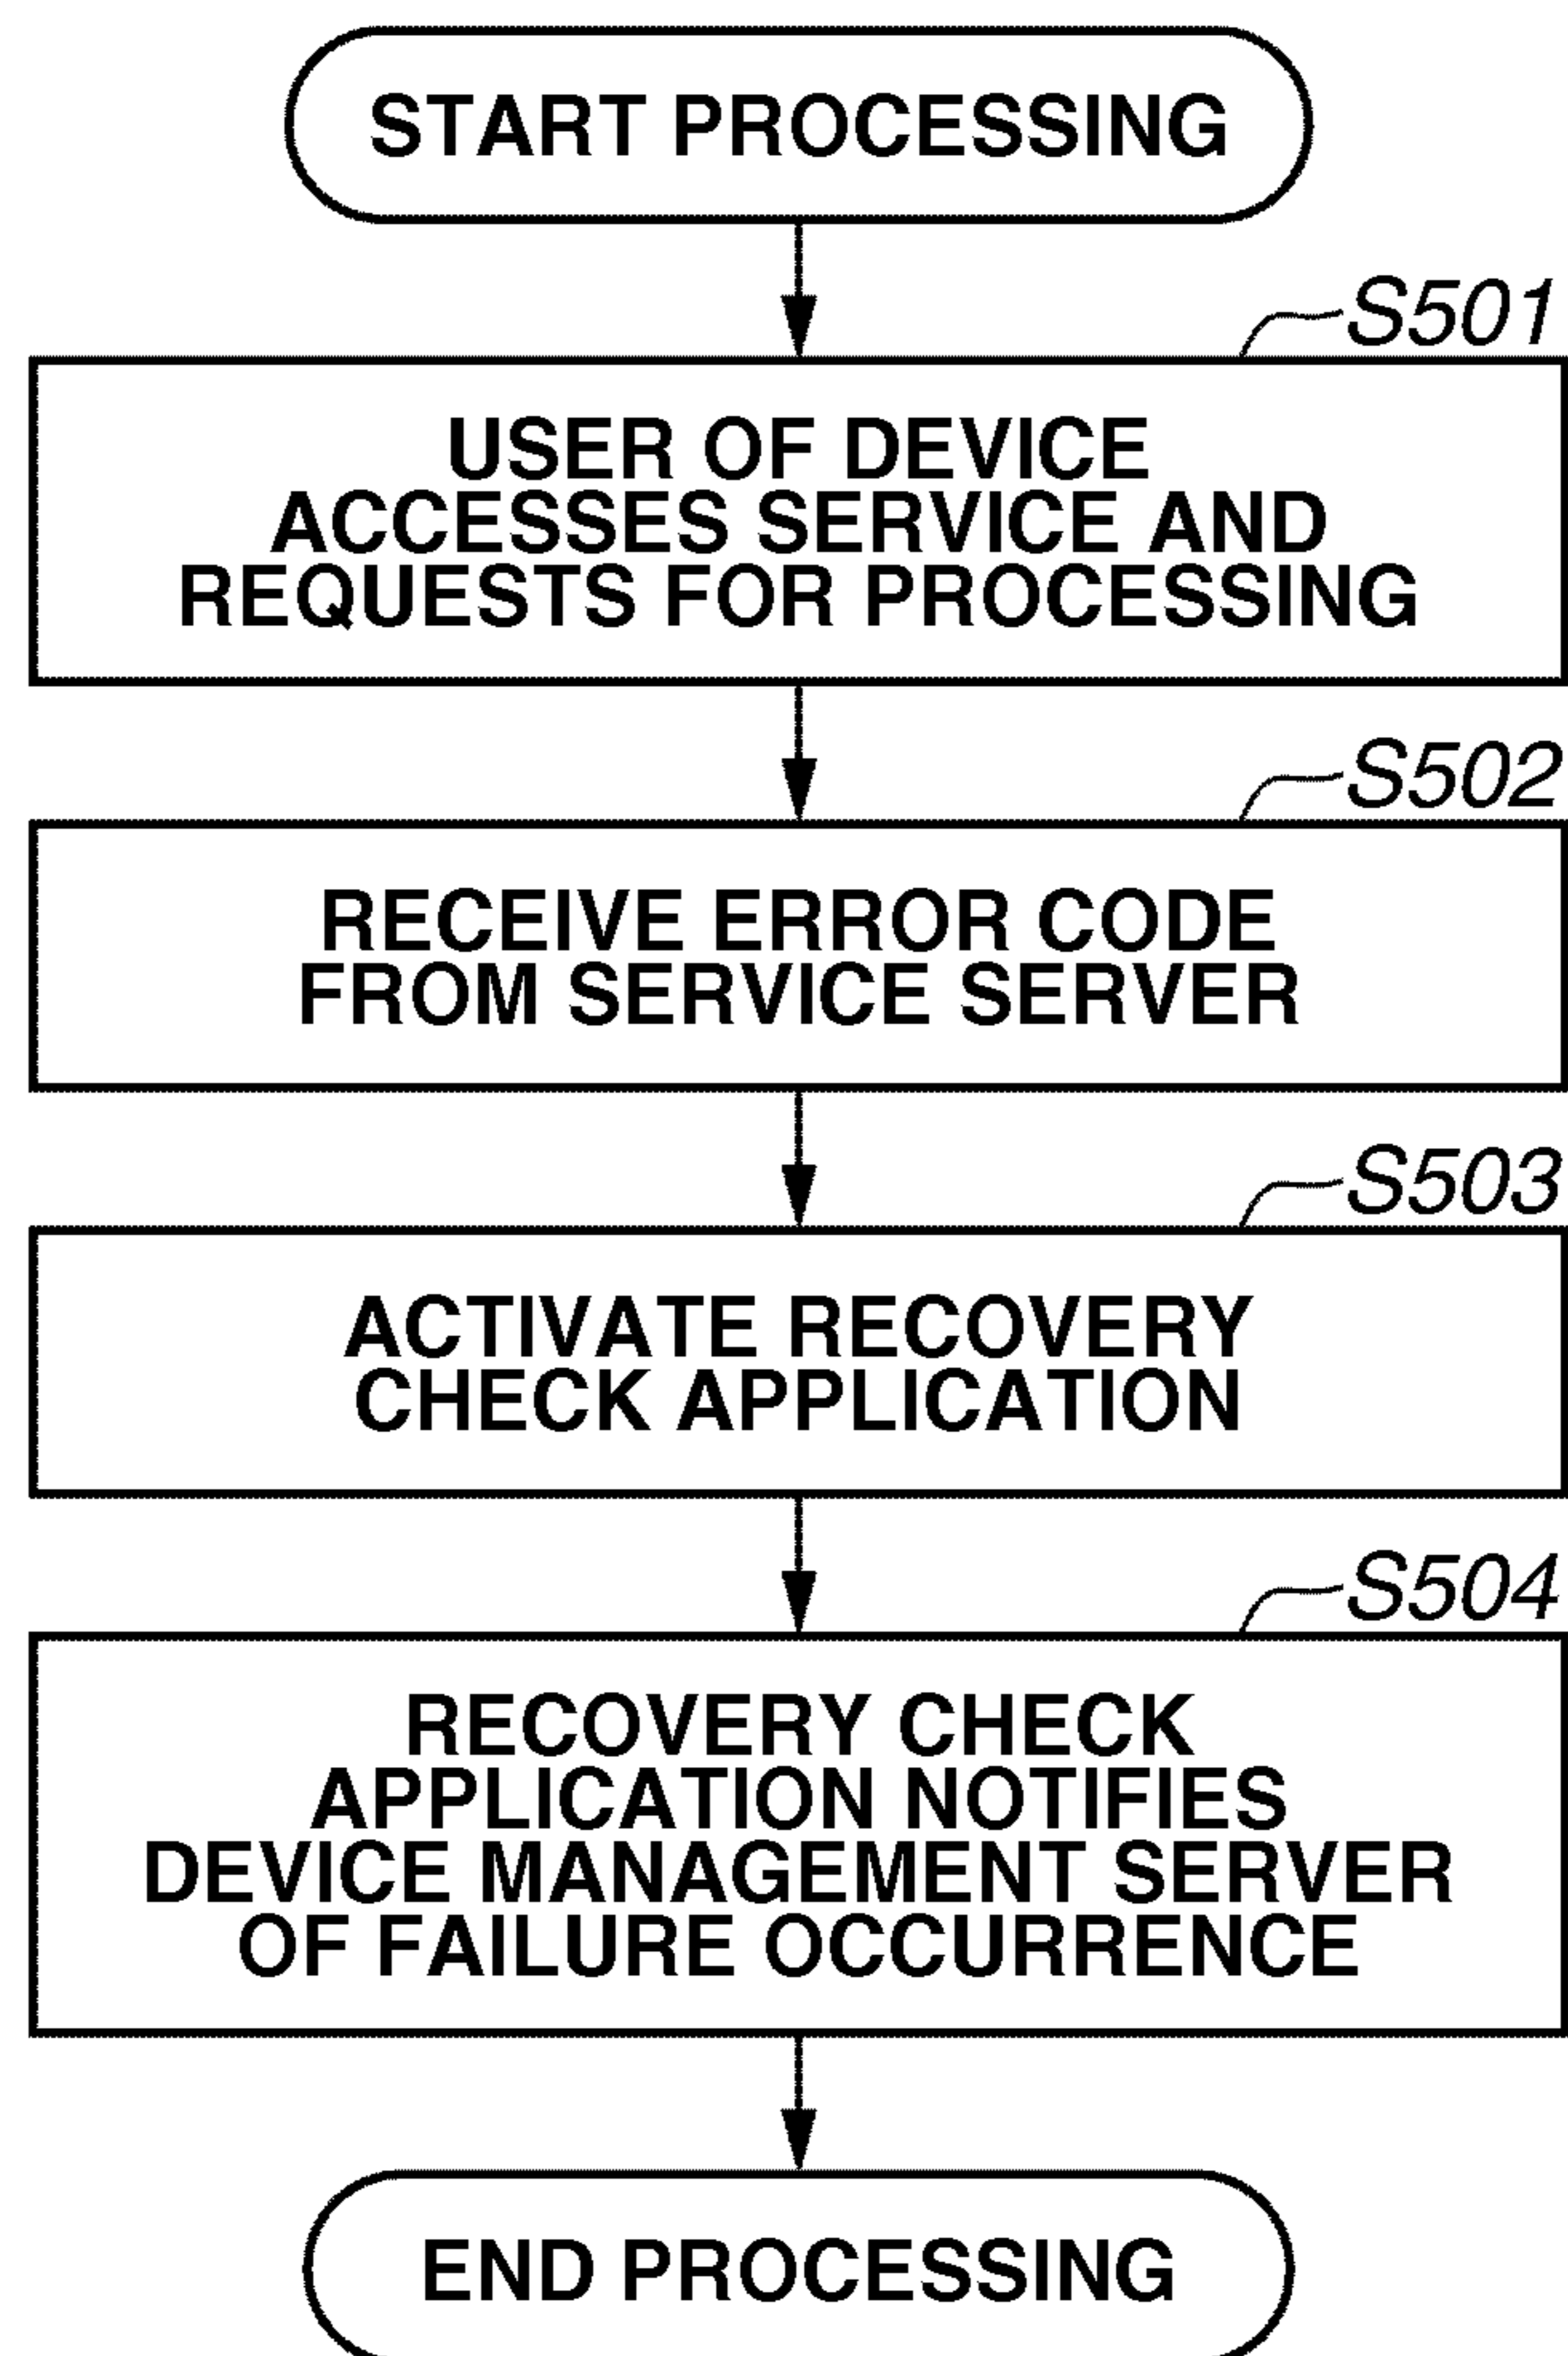 START PROCESSING
S501
USER OF DEVICE
ACCESSES SERVICE AND
REQUESTS FOR PROCESSING
S502
RECEIVE ERROR CODE
FROM SERVICE SERVER
S503
ACTIVATE RECOVERY
CHECK APPLICATION
S504
RECOVERY CHECK
APPLICATION NOTIFIES
DEVICE MANAGEMENT SERVER
OF FAILURE OCCURRENCE
END PROCESSING